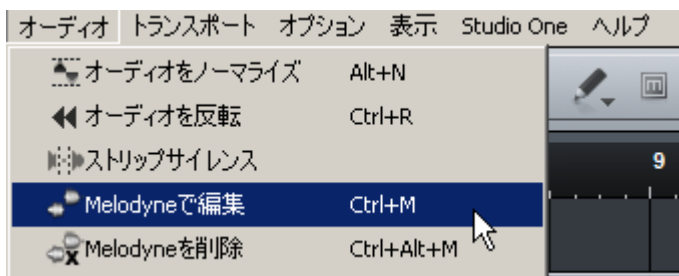 オーディオ トランスポート オプション 表示 Studio One ヘルプ
オーディオをノーマライズ Alt+N
オーディオを反転 Ctrl+R
ストリップサイレンス
9
Melodyneで編集 Ctrl+M
Melodyneを削除 Ctrl+Alt+M